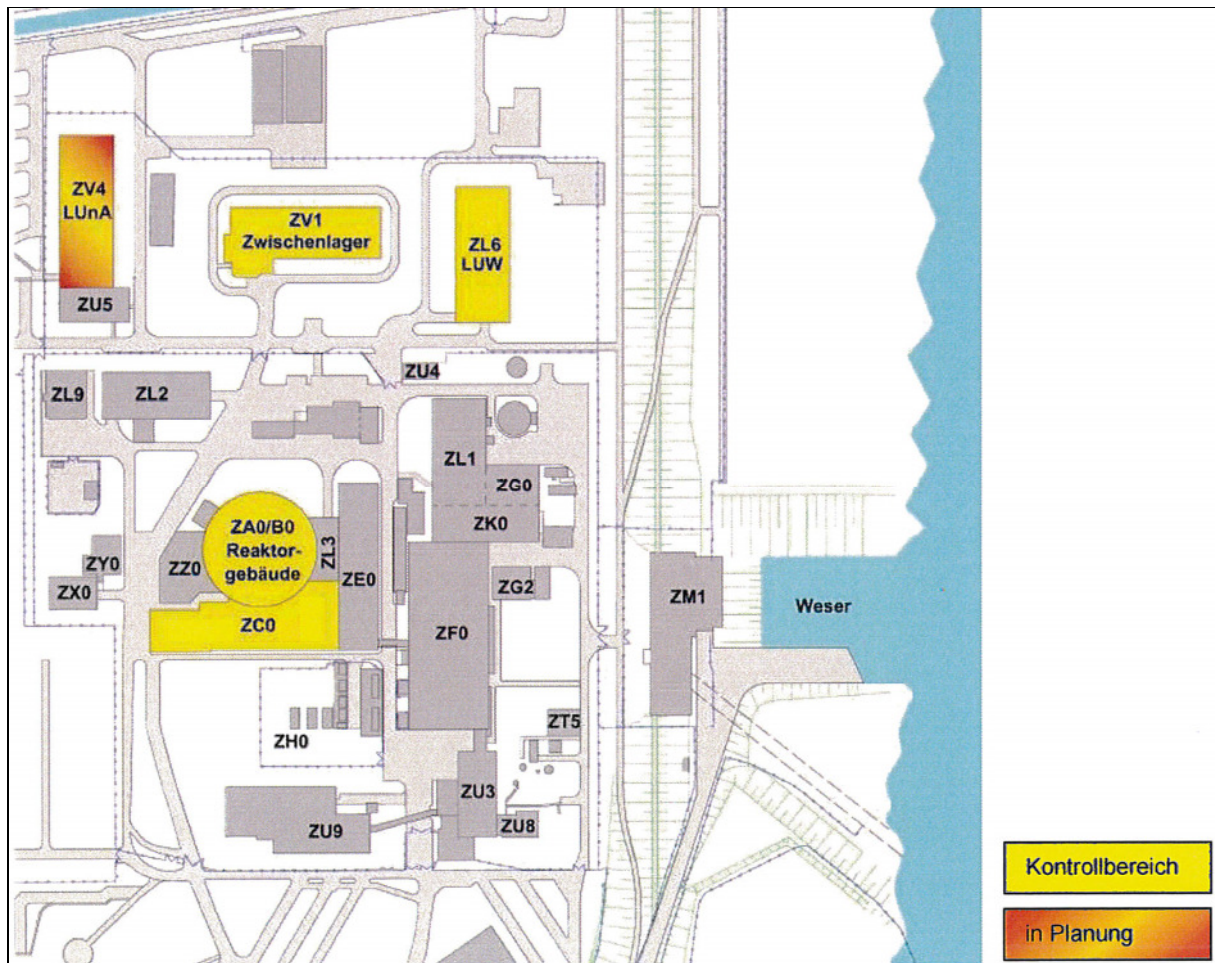 ZV4
LUnA
ZV1
Zwischenlager
ZL6
LUW
ZU5
ZU4
ZL9
ZL2
ZL1
ZG0
ZK0
ZA0/B0
Reaktor-
gebäude
ZL3
ZE0
ZZ0
ZY0
ZX0
ZC0
ZG2
ZF0
ZM1
Weser
ZH0
ZT5
ZU3
ZU9
ZU8
Kontrollbereich
in Planung